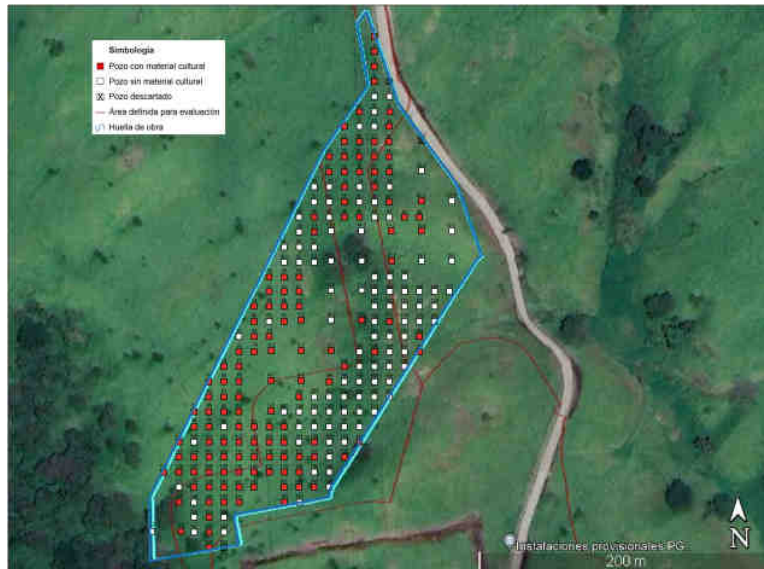 Simbología
Pozo con material cultural
Pozo sin material cultural
X Pozo descartado
Área definida para evaluación
Huella de obra
N
Instalaciones provisionales PG
200 m